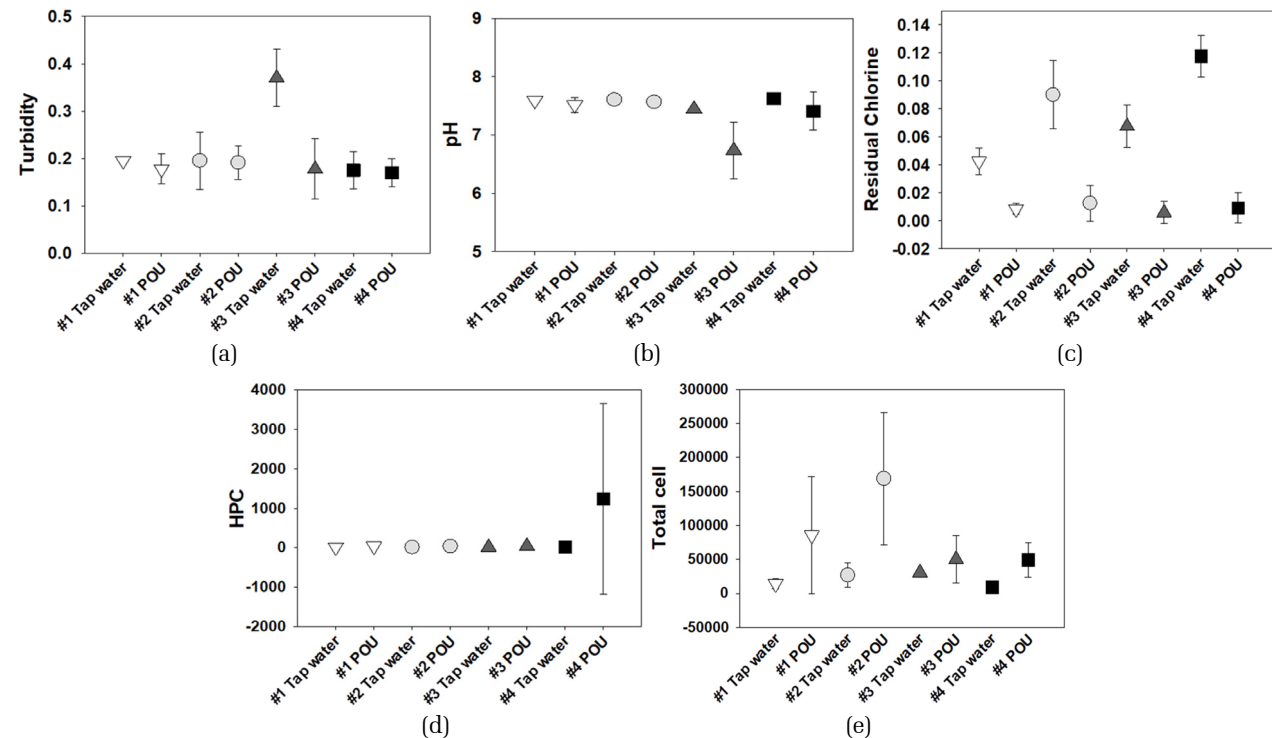 Turbidity
0.5
0.4
0.3
0.2
0.1
0.0
#1 Tap water
#1 POU
#2 Tap water
#2 POU
#3 Tap water
#3 POU
#4 Tap water
#4 POU
(a)
pH
9
8
7
6
5
#1 Tap water
#1 POU
#2 Tap water
#2 POU
#3 Tap water
#3 POU
#4 Tap water
#4 POU
(b)
Residual Chlorine
0.14
0.12
0.10
0.08
0.06
0.04
0.02
0.00
-0.02
#1 Tap water
#1 POU
#2 Tap water
#2 POU
#3 Tap water
#3 POU
#4 Tap water
#4 POU
(c)
HPC
4000
3000
2000
1000
0
-1000
-2000
#1 Tap water
#1 POU
#2 Tap water
#2 POU
#3 Tap water
#3 POU
#4 Tap water
#4 POU
(d)
Total cell
300000
250000
200000
150000
100000
50000
0
-50000
#1 Tap water
#1 POU
#2 Tap water
#2 POU
#3 Tap water
#3 POU
#4 Tap water
#4 POU
(e)